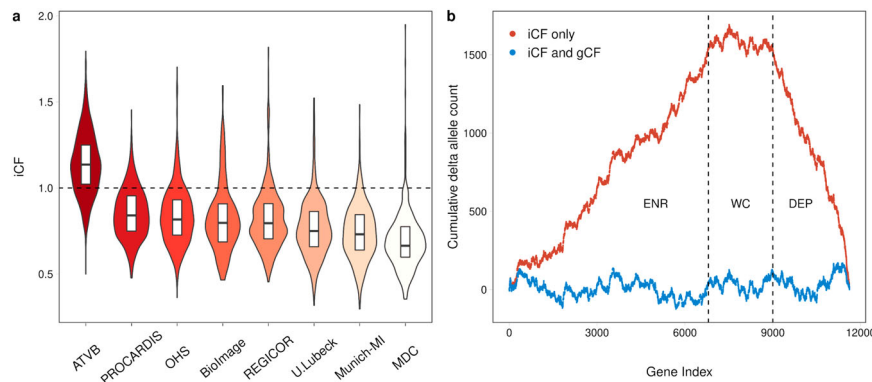 a
2.0
1.5
1.0
0.5
iCF
ATVB
PROCARDIS
OHS
BioImage
REGICOR
U.Lubeck
Munich-MI
MDC
b
iCF only
iCF and gCF
1500
1000
500
0
Cumulative delta allele count
ENR
WC
DEP
0
3000
6000
9000
12000
Gene Index